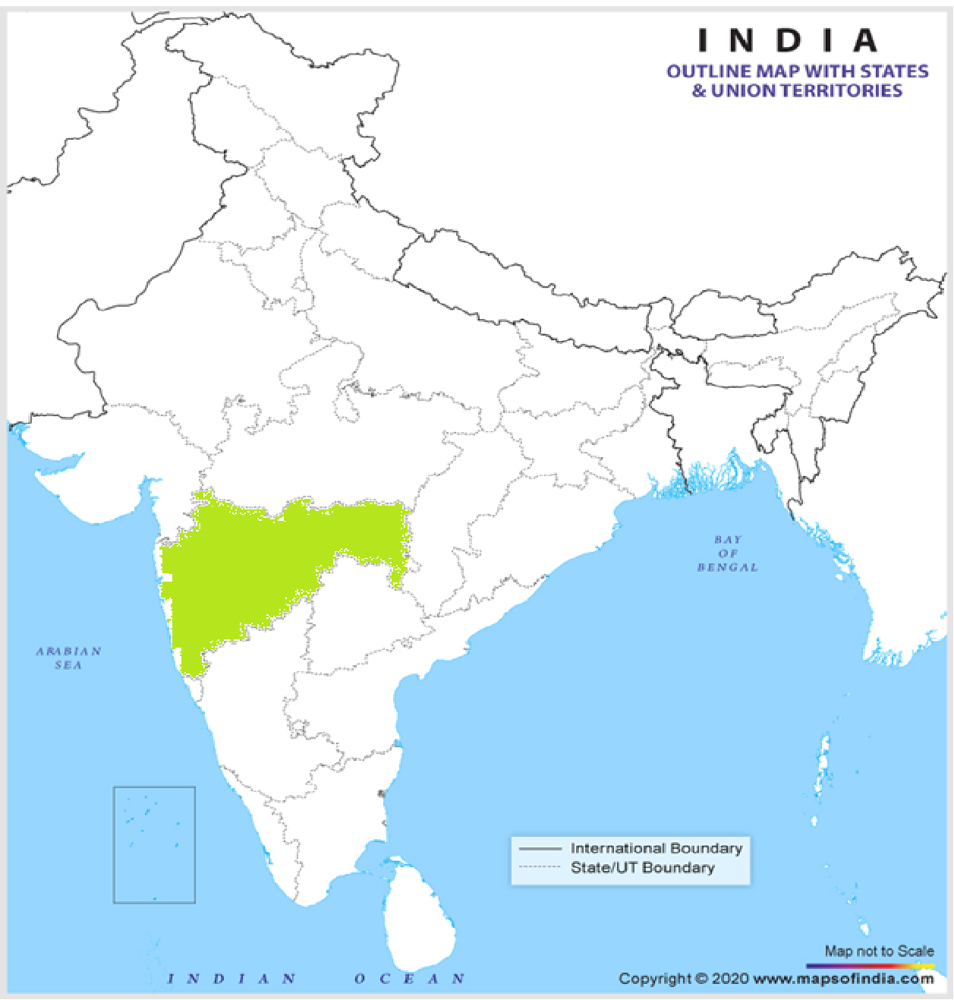 INDIA
OUTLINE MAP WITH STATES
& UNION TERRITORIES
BAY
OF
BENGAL
ARABIAN
SEA
International Boundary
State/UT Boundary
Map not to Scale
INDIAN OCEAN
Copyright © 2020 www.mapsofindia.com